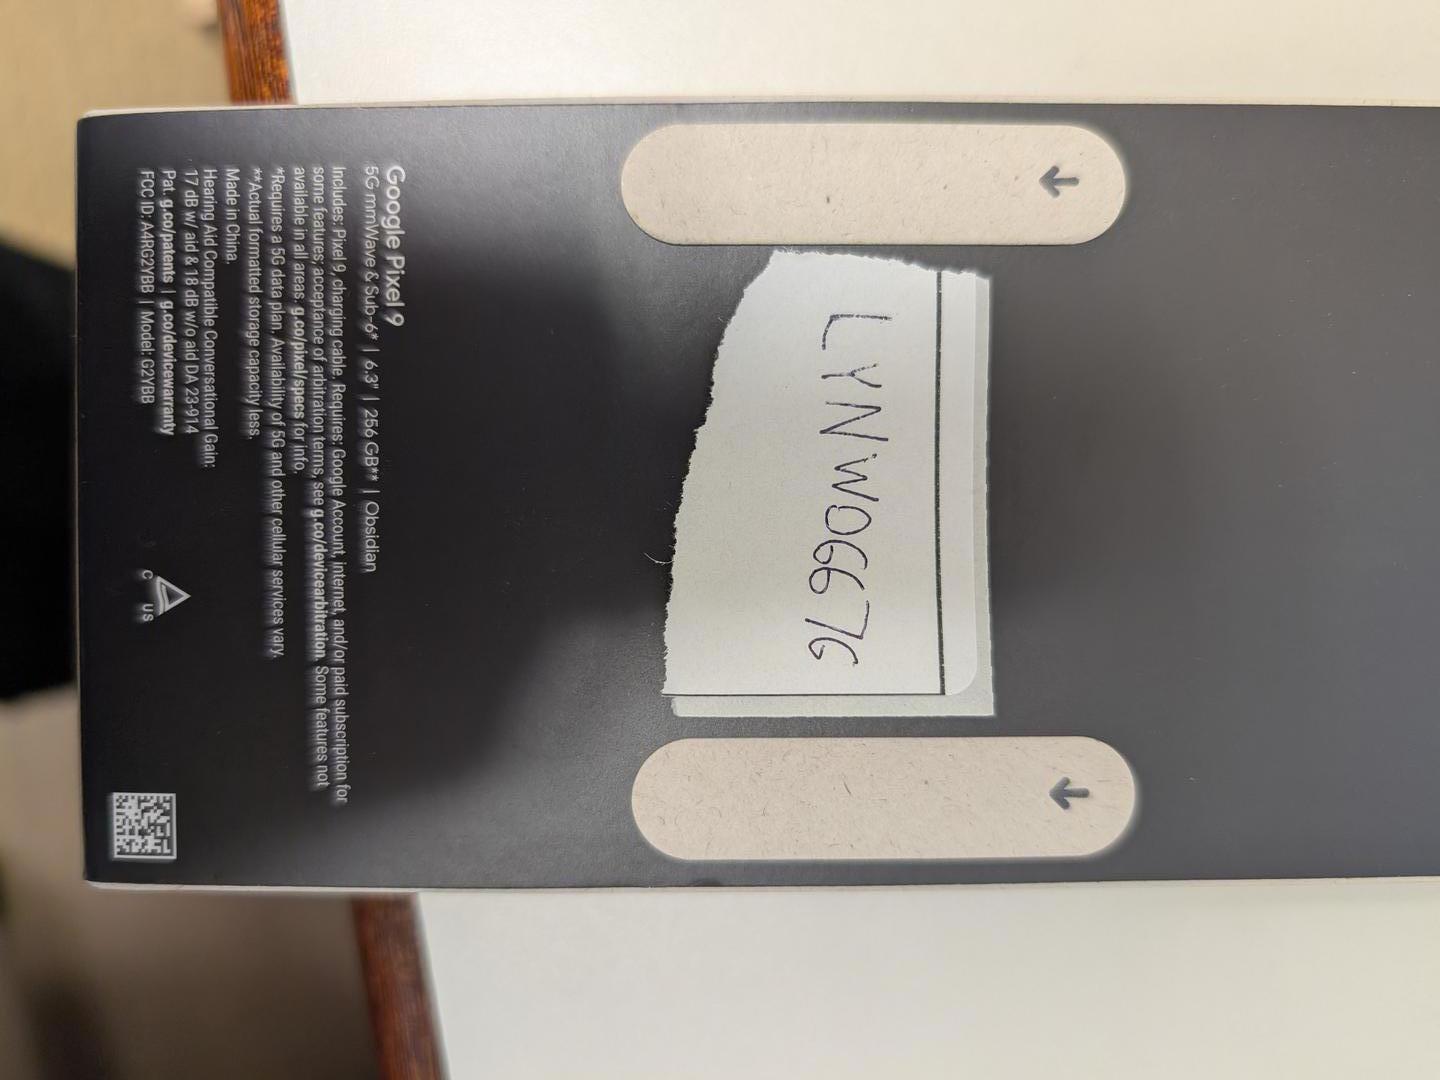 LYNW06676
Google Pixel 9
5G mmWave & Sub-6* | 6.3" | 256 GB** | Obsidian
Includes: Pixel 9, charging cable. Requires: Google Account, internet, and/or paid subscription for
some features; acceptance of arbitration terms, see g.co/devicearbitration. Some features not
available in all areas. g.co/pixel/specs for info.
*Requires a 5G data plan. Availability of 5G and other cellular services vary.
**Actual formatted storage capacity less.
Made in China.
Hearing Aid Compatible Conversational Gain:
17 dB w/ aid & 18 dB w/o aid DA 23-914
Pat. g.co/patents | g.co/devicewarranty
FCC ID: A4RG2YBB | Model: G2YBB
C US